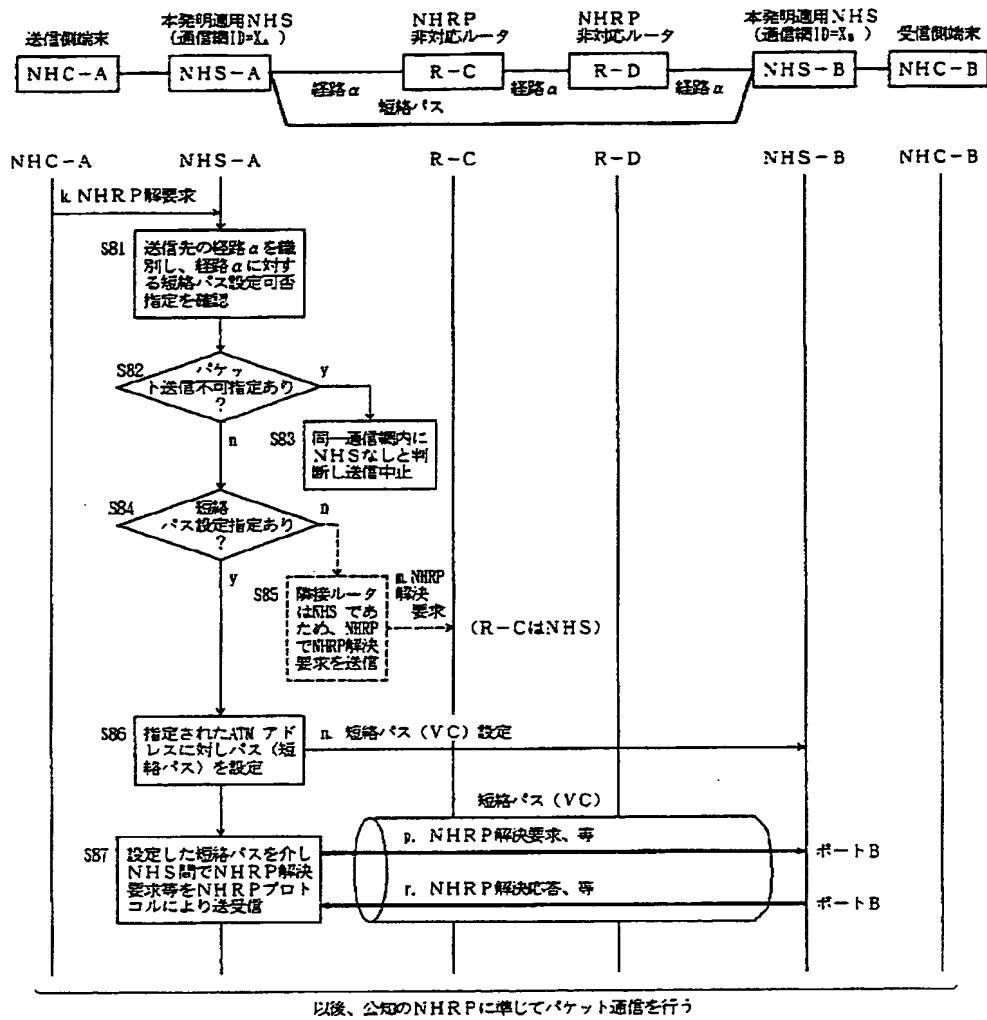 送信側端末
本発明適用NHS
(通信網ID=XA)
NHRP
非対応ルータ
NHRP
非対応ルータ
本発明適用NHS
(通信網ID=XB)
受信側端末
NHC-A
NHS-A
R-C
R-D
NHS-B
NHC-B
経路α
経路α
経路α
短絡パス
NHC-A
NHS-A
R-C
R-D
NHS-B
NHC-B
k. NHRP解要求
S81
送信先の経路αを識
別し、経路αに対す
る短絡パス設定可否
指定を確認
S82
パケッ
ト送信不可指定あり
?
y
n
S83
同一通信網内に
NHSなしと判
断し送信中止
S84
短絡
パス設定指定あり
?
n
y
S85
隣接ルータ
はNHS であ
ため、NHRP
でNHRP解決
要求を送信
m. NHRP
解決
要求
(R-CはNHS)
S86
指定されたATM アド
レスに対しパス(短
絡パス)を設定
n. 短絡パス(VC)設定
短絡パス(VC)
S87
設定した短絡パスを介し
NHS間でNHRP解決
要求等をNHRPプロト
コルにより送受信
p. NHRP解決要求、等
ポートB
r. NHRP解決応答、等
ポートB
以後、公知のNHRPに準じてパケット通信を行う